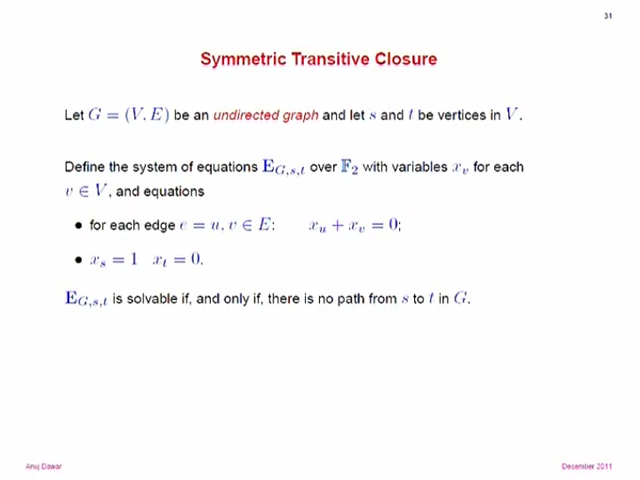 31
Symmetric Transitive Closure
Let G = (V, E) be an undirected graph and let s and t be vertices in V.
Define the system of equations E_{G,s,t} over 𝔽₂ with variables x_v for each
v ∈ V, and equations
• for each edge e = u, v ∈ E: x_u + x_v = 0;
• x_s = 1 x_t = 0.
E_{G,s,t} is solvable if, and only if, there is no path from s to t in G.
Anuj Dawar
December 2011